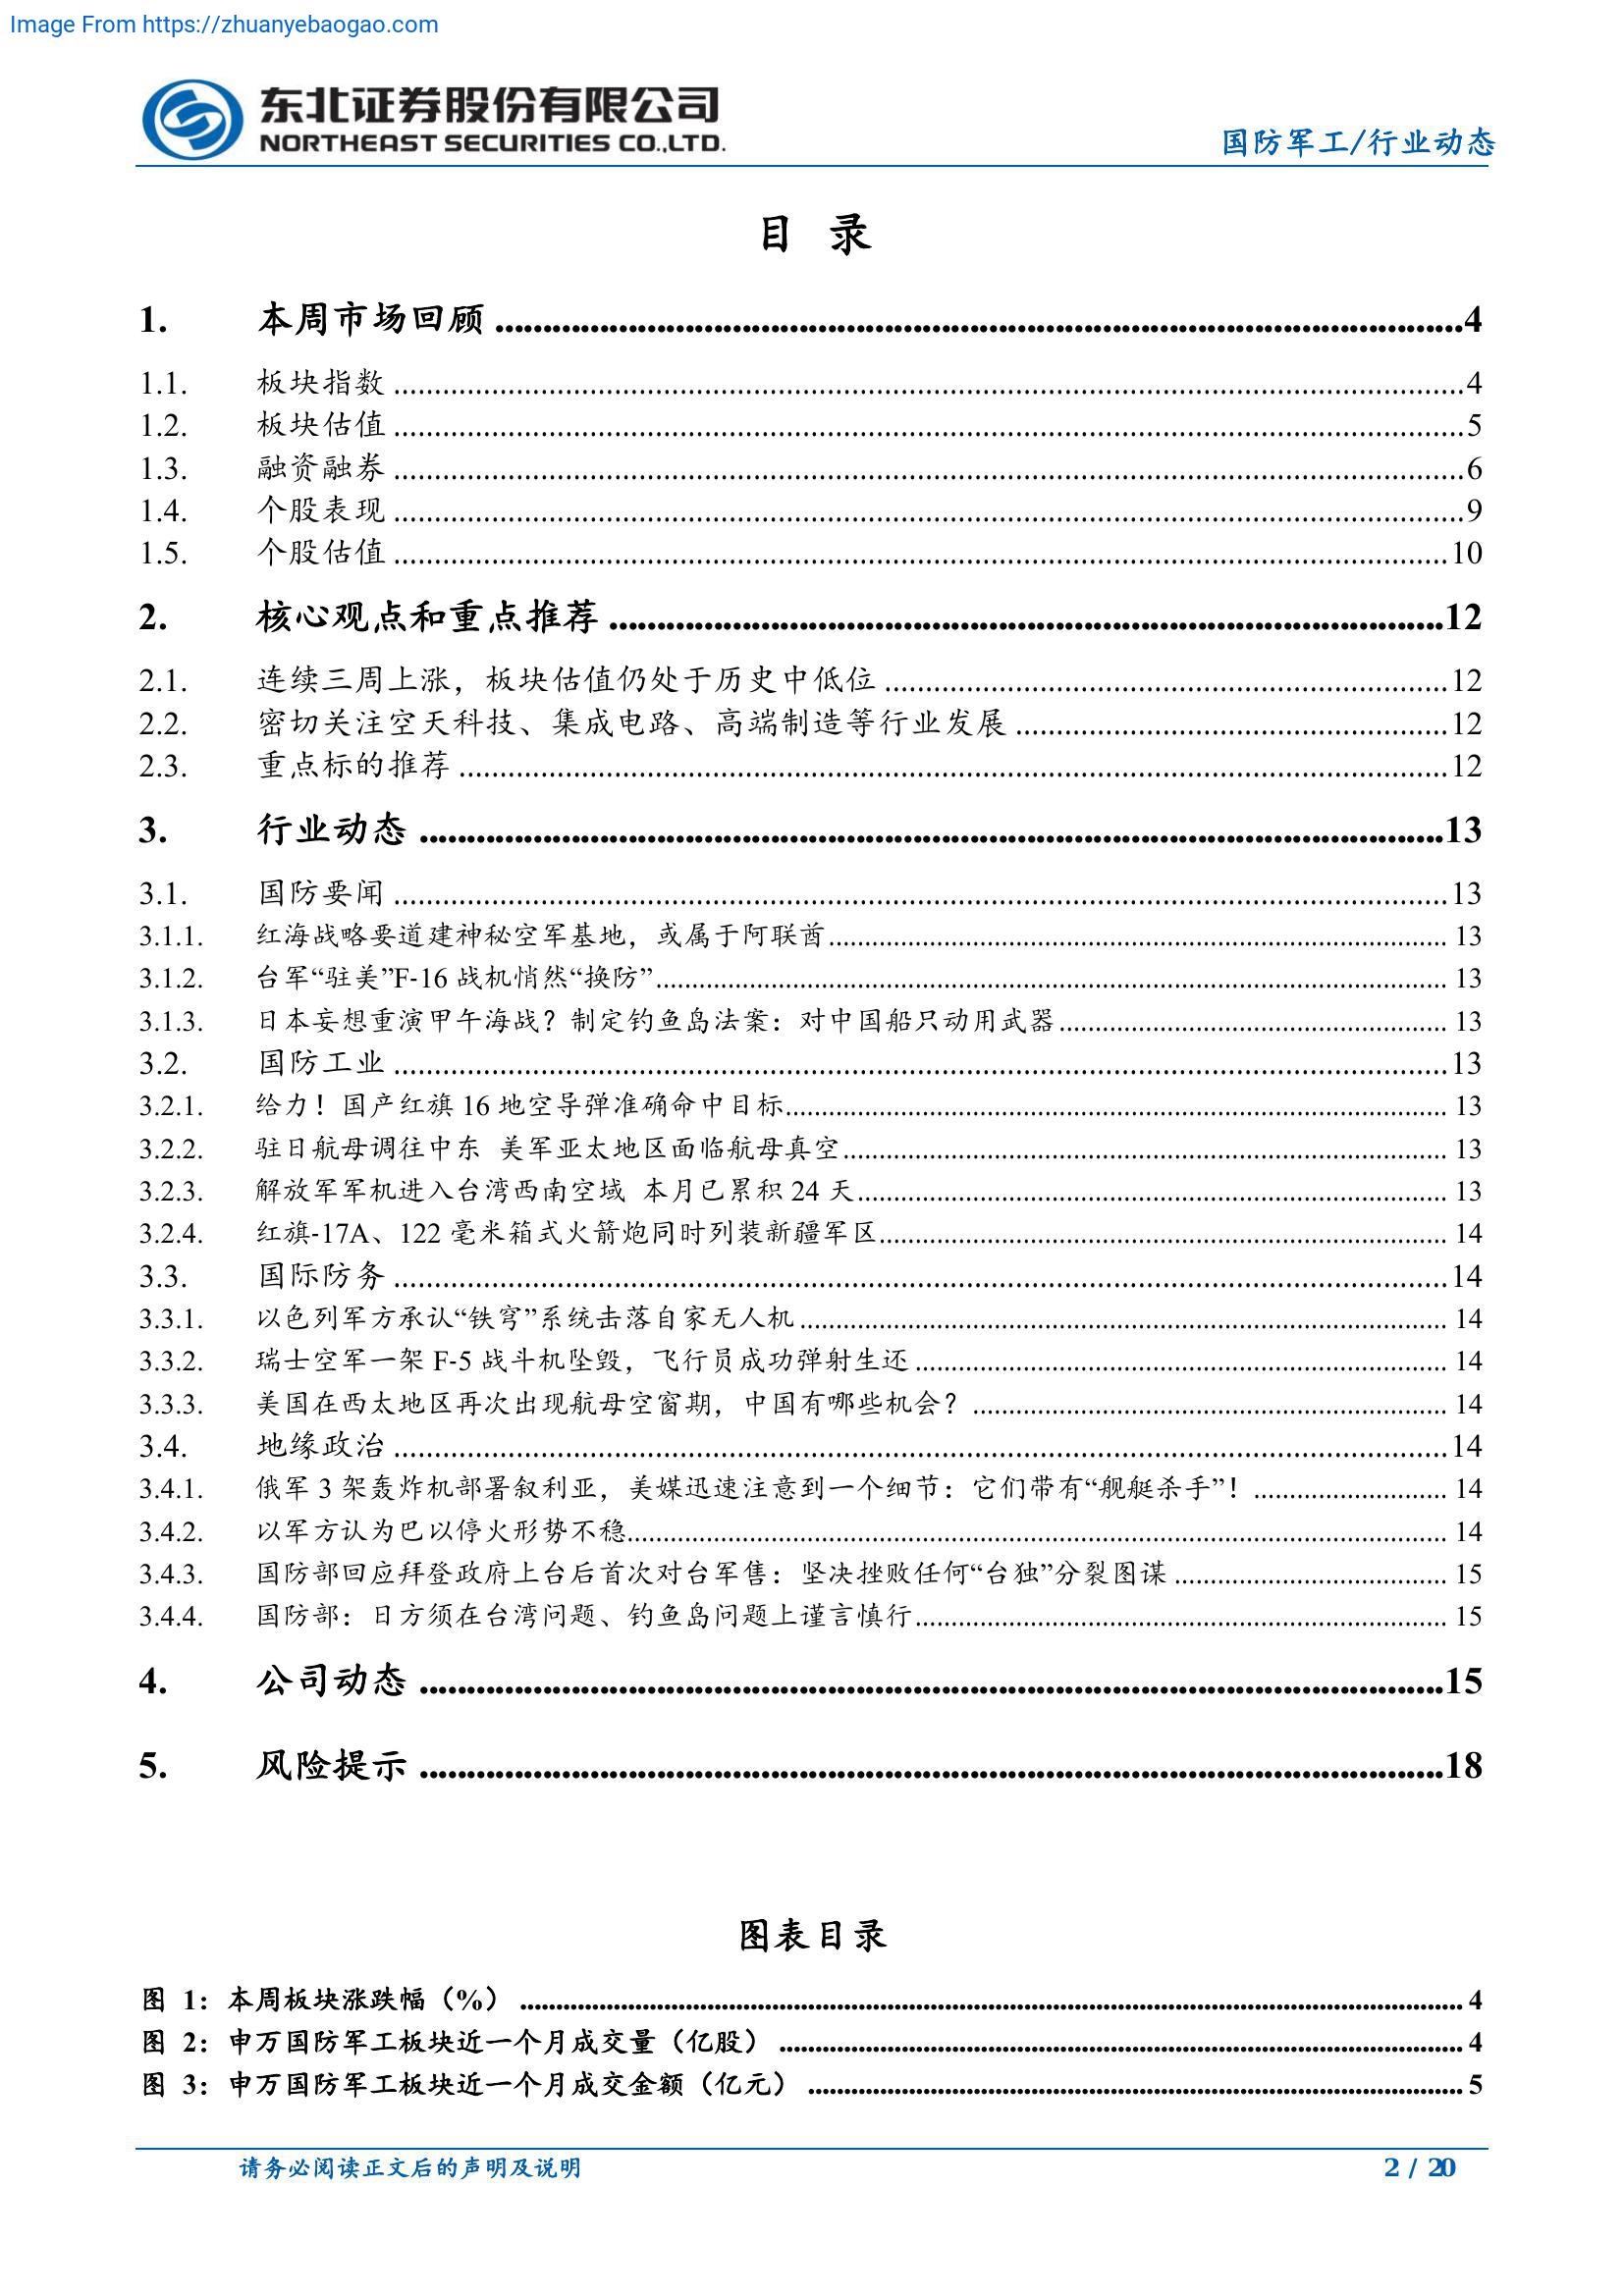 Image From https://zhuanyebaogao.com
东北证券股份有限公司
NORTHEAST SECURITIES CO.,LTD.
国防军工/行业动态
目 录
1. 本周市场回顾 4
1.1. 板块指数 4
1.2. 板块估值 5
1.3. 融资融券 6
1.4. 个股表现 9
1.5. 个股估值 10
2. 核心观点和重点推荐 12
2.1. 连续三周上涨，板块估值仍处于历史中低位 12
2.2. 密切关注空天科技、集成电路、高端制造等行业发展 12
2.3. 重点标的推荐 12
3. 行业动态 13
3.1. 国防要闻 13
3.1.1. 红海战略要道建神秘空军基地，或属于阿联酋 13
3.1.2. 台军“驻美”F-16 战机悄然“换防” 13
3.1.3. 日本妄想重演甲午海战？制定钓鱼岛法案：对中国船只动用武器 13
3.2. 国防工业 13
3.2.1. 给力！国产红旗 16 地空导弹准确命中目标 13
3.2.2. 驻日航母调往中东 美军亚太地区面临航母真空 13
3.2.3. 解放军军机进入台湾西南空域 本月已累积 24 天 13
3.2.4. 红旗-17A、122 毫米箱式火箭炮同时列装新疆军区 14
3.3. 国际防务 14
3.3.1. 以色列军方承认“铁穹”系统击落自家无人机 14
3.3.2. 瑞士空军一架 F-5 战斗机坠毁，飞行员成功弹射生还 14
3.3.3. 美国在西太地区再次出现航母空窗期，中国有哪些机会？ 14
3.4. 地缘政治 14
3.4.1. 俄军 3 架轰炸机部署叙利亚，美媒迅速注意到一个细节：它们带有“舰艇杀手”！ 14
3.4.2. 以军方认为巴以停火形势不稳 14
3.4.3. 国防部回应拜登政府上台后首次对台军售：坚决挫败任何“台独”分裂图谋 15
3.4.4. 国防部：日方须在台湾问题、钓鱼岛问题上谨言慎行 15
4. 公司动态 15
5. 风险提示 18
图表目录
图 1：本周板块涨跌幅（%） 4
图 2：申万国防军工板块近一个月成交量（亿股） 4
图 3：申万国防军工板块近一个月成交金额（亿元） 5
请务必阅读正文后的声明及说明
2 / 20